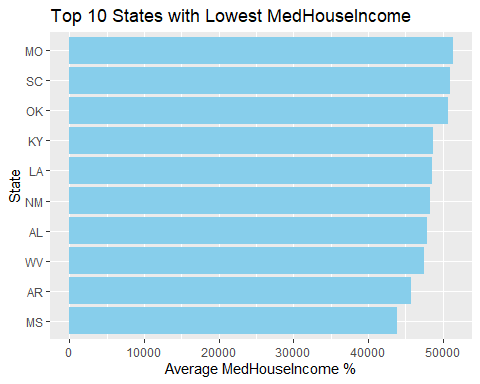 Top 10 States with Lowest MedHouseIncome
State
MO
SC
OK
KY
LA
NM
AL
WV
AR
MS
0 10000 20000 30000 40000 50000
Average MedHouseIncome %